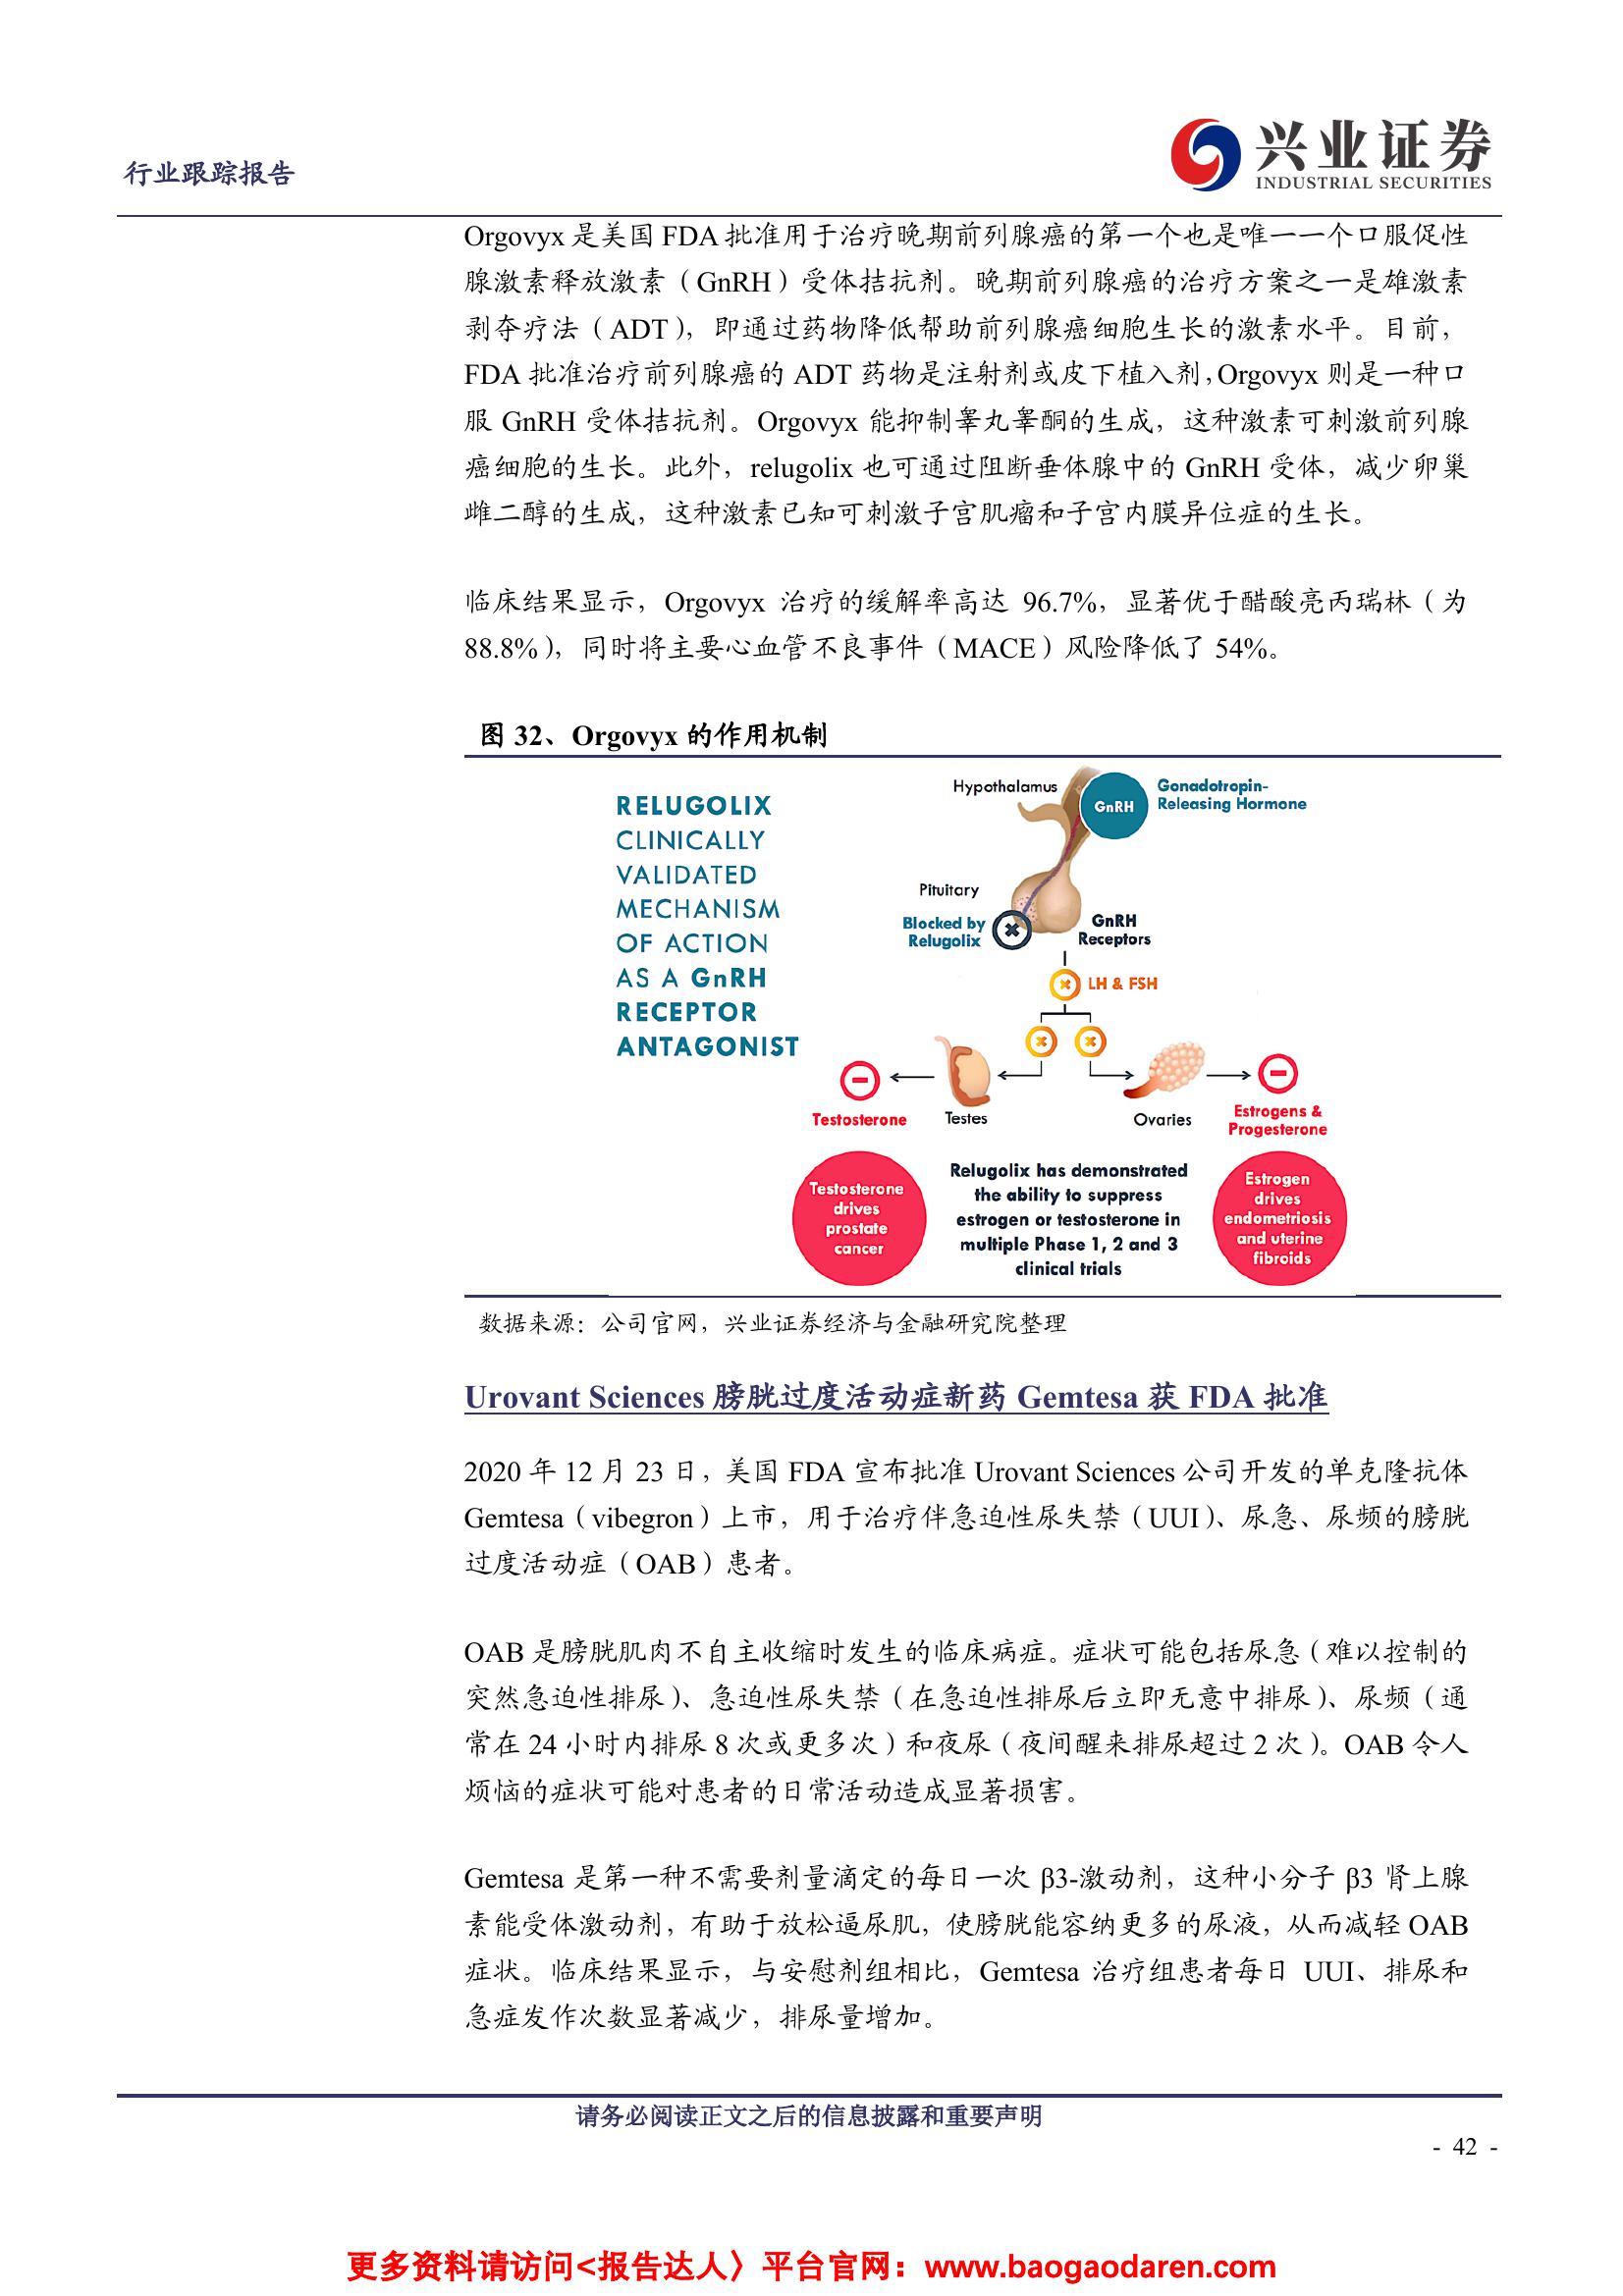 行业跟踪报告
兴业证券
INDUSTRIAL SECURITIES
Orgovyx 是美国 FDA 批准用于治疗晚期前列腺癌的第一个也是唯一一个口服促性
腺激素释放激素（GnRH）受体拮抗剂。晚期前列腺癌的治疗方案之一是雄激素
剥夺疗法（ADT），即通过药物降低帮助前列腺癌细胞生长的激素水平。目前，
FDA 批准治疗前列腺癌的 ADT 药物是注射剂或皮下植入剂，Orgovyx 则是一种口
服 GnRH 受体拮抗剂。Orgovyx 能抑制睾丸睾酮的生成，这种激素可刺激前列腺
癌细胞的生长。此外，relugolix 也可通过阻断垂体腺中的 GnRH 受体，减少卵巢
雌二醇的生成，这种激素已知可刺激子宫肌瘤和子宫内膜异位症的生长。
临床结果显示，Orgovyx 治疗的缓解率高达 96.7%，显著优于醋酸亮丙瑞林（为
88.8%），同时将主要心血管不良事件（MACE）风险降低了 54%。
图 32、Orgovyx 的作用机制
RELUGOLIX
CLINICALLY
VALIDATED
MECHANISM
OF ACTION
AS A GnRH
RECEPTOR
ANTAGONIST
Hypothalamus
GnRH
Gonadotropin-
Releasing Hormone
Pituitary
Blocked by
Relugolix
GnRH
Receptors
LH & FSH
Testosterone
Testes
Ovaries
Estrogens &
Progesterone
Testosterone
drives
prostate
cancer
Relugolix has demonstrated
the ability to suppress
estrogen or testosterone in
multiple Phase 1, 2 and 3
clinical trials
Estrogen
drives
endometriosis
and uterine
fibroids
数据来源：公司官网，兴业证券经济与金融研究院整理
Urovant Sciences 膀胱过度活动症新药 Gemtesa 获 FDA 批准
2020 年 12 月 23 日，美国 FDA 宣布批准 Urovant Sciences 公司开发的单克隆抗体
Gemtesa（vibegron）上市，用于治疗伴急迫性尿失禁（UUI）、尿急、尿频的膀胱
过度活动症（OAB）患者。
OAB 是膀胱肌肉不自主收缩时发生的临床病症。症状可能包括尿急（难以控制的
突然急迫性排尿）、急迫性尿失禁（在急迫性排尿后立即无意中排尿）、尿频（通
常在 24 小时内排尿 8 次或更多次）和夜尿（夜间醒来排尿超过 2 次）。OAB 令人
烦恼的症状可能对患者的日常活动造成显著损害。
Gemtesa 是第一种不需要剂量滴定的每日一次 β3-激动剂，这种小分子 β3 肾上腺
素能受体激动剂，有助于放松逼尿肌，使膀胱能容纳更多的尿液，从而减轻 OAB
症状。临床结果显示，与安慰剂组相比，Gemtesa 治疗组患者每日 UUI、排尿和
急症发作次数显著减少，排尿量增加。
请务必阅读正文之后的信息披露和重要声明
- 42 -
更多资料请访问<报告达人〉平台官网：www.baogaodaren.com